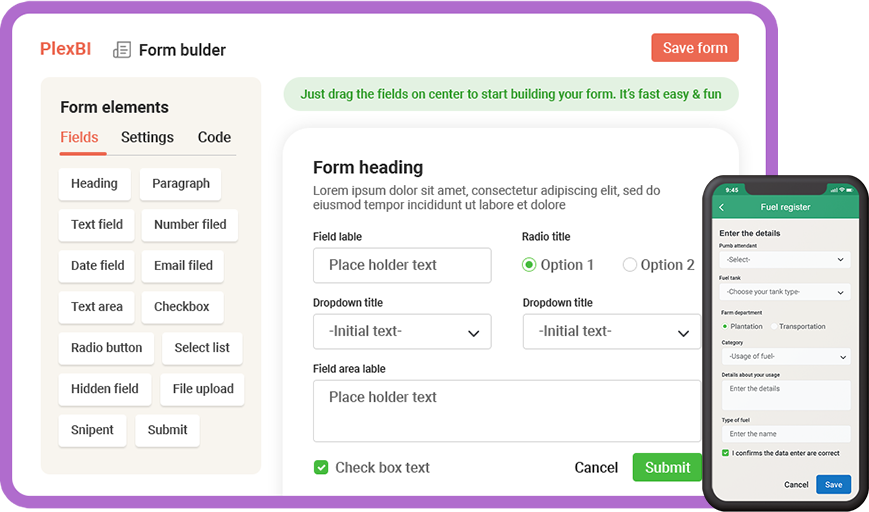 PlexBI
Form bulder
Save form
Form elements
Fields Settings Code
Heading Paragraph
Text field Number filed
Date field Email filed
Text area Checkbox
Radio button Select list
Hidden field File upload
Snipent Submit
Just drag the fields on center to start building your form. It's fast easy & fun
Form heading
Lorem ipsum dolor sit amet, consectetur adipiscing elit, sed do
eiusmod tempor incididunt ut labore et dolore
Field lable Radio title
Place holder text Option 1 Option 2
Dropdown title Dropdown title
-Initial text- -Initial text-
Field area lable
Place holder text
Check box text Cancel Submit
9:45
Fuel register
Enter the details
Pumb attendant
-Select-
Fuel tank
-Choose your tank type-
Farm department
Plantation Transportation
Category
-Usage of fuel-
Details about your usage
Enter the details
Type of fuel
Enter the name
I confirms the data enter are correct
Cancel Save